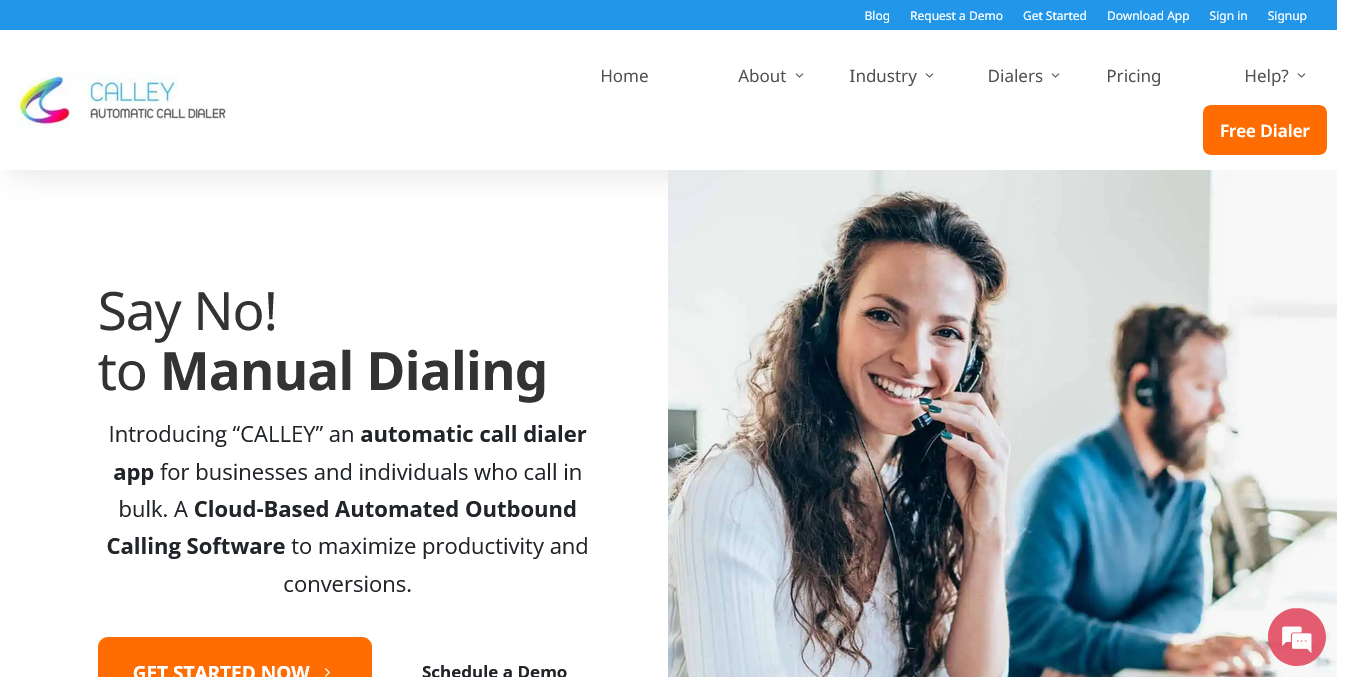 Blog Request a Demo Get Started Download App Sign in Signup
Home About Industry Dialers Pricing Help?
CALLEY
AUTOMATIC CALL DIALER
Free Dialer
Say No!
to Manual Dialing
Introducing “CALLEY” an automatic call dialer
app for businesses and individuals who call in
bulk. A Cloud-Based Automated Outbound
Calling Software to maximize productivity and
conversions.
GET STARTED NOW
Schedule a Demo